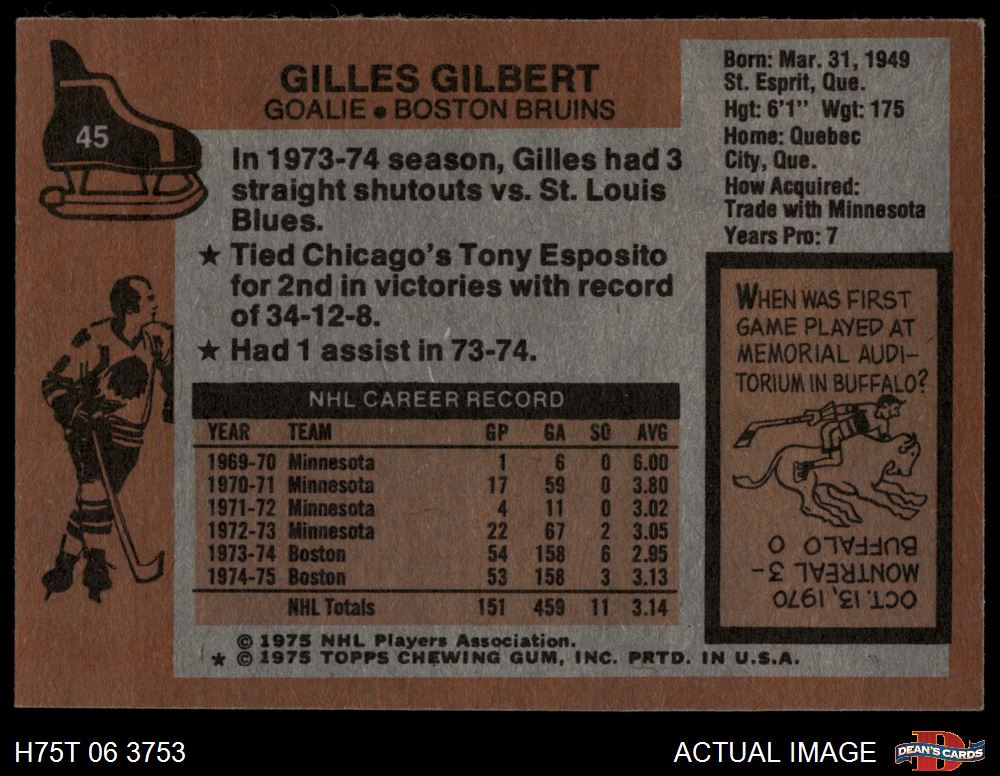 45
GILLES GILBERT
GOALIE • BOSTON BRUINS
In 1973-74 season, Gilles had 3
straight shutouts vs. St. Louis
Blues.
★ Tied Chicago's Tony Esposito
for 2nd in victories with record
of 34-12-8.
★ Had 1 assist in 73-74.
NHL CAREER RECORD
YEAR TEAM GP GA SO AVG
1969-70 Minnesota 1 6 0 6.00
1970-71 Minnesota 17 59 0 3.80
1971-72 Minnesota 4 11 0 3.02
1972-73 Minnesota 22 67 2 3.05
1973-74 Boston 54 158 6 2.95
1974-75 Boston 53 158 3 3.13
NHL Totals 151 459 11 3.14
© 1975 NHL Players Association.
★ © 1975 TOPPS CHEWING GUM, INC. PRTD. IN U.S.A.
Born: Mar. 31, 1949
St. Esprit, Que.
Hgt: 6'1" Wgt: 175
Home: Quebec
City, Que.
How Acquired:
Trade with Minnesota
Years Pro: 7
WHEN WAS FIRST
GAME PLAYED AT
MEMORIAL AUDI-
TORIUM IN BUFFALO?
OCT. 13, 1970
MONTREAL 3-
BUFFALO 0
H75T 06 3753
ACTUAL IMAGE
D
DEAN'S CARDS